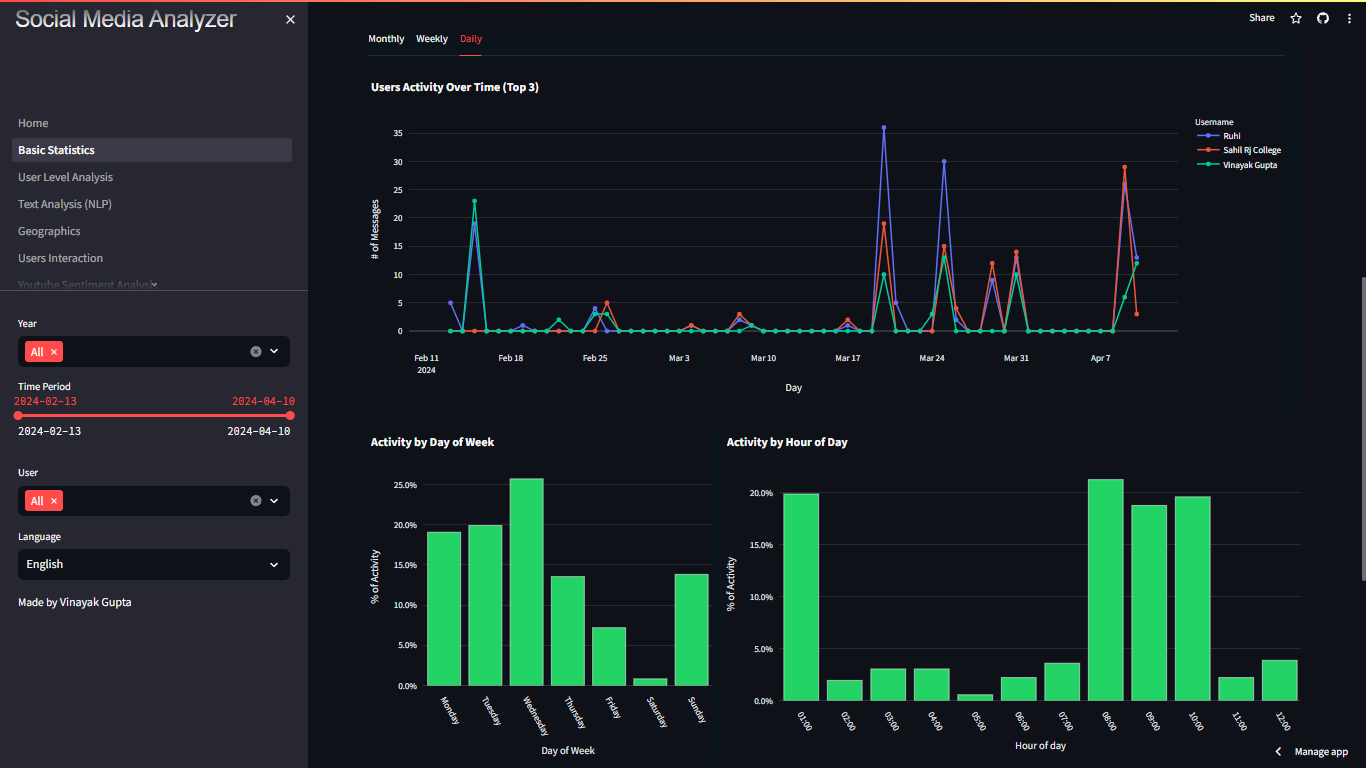 Social Media Analyzer
Home
Basic Statistics
User Level Analysis
Text Analysis (NLP)
Geographics
Users Interaction
Youtube Sentiment Analysis
Year
All
Time Period
2024-02-13 2024-04-10
2024-02-13 2024-04-10
User
All
Language
English
Made by Vinayak Gupta
Share
Monthly Weekly Daily
Users Activity Over Time (Top 3)
# of Messages
35
30
25
20
15
10
5
0
Feb 11 Feb 18 Feb 25 Mar 3 Mar 10 Mar 17 Mar 24 Mar 31 Apr 7
2024
Day
Username
Ruhi
Sahil Rj College
Vinayak Gupta
Activity by Day of Week
% of Activity
25.0%
20.0%
15.0%
10.0%
5.0%
0.0%
Monday Tuesday Wednesday Thursday Friday Saturday Sunday
Day of Week
Activity by Hour of Day
% of Activity
20.0%
15.0%
10.0%
5.0%
0.0%
01:00 02:00 03:00 04:00 05:00 06:00 07:00 08:00 09:00 10:00 11:00 12:00
Hour of day
Manage app